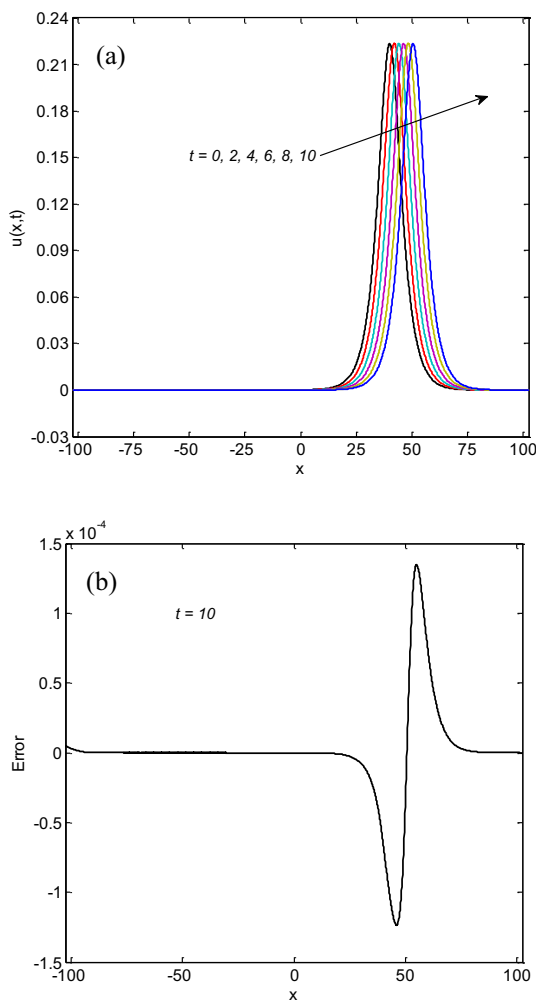 0.24
(a)
0.21
0.18
0.15
t = 0, 2, 4, 6, 8, 10
0.12
u(x,t)
0.09
0.06
0.03
0
-0.03
-100 -75 -50 -25 0 25 50 75 100
x
x 10^-4
1.5
(b)
1
t = 10
0.5
Error
0
-0.5
-1
-1.5
-100 -50 0 50 100
x